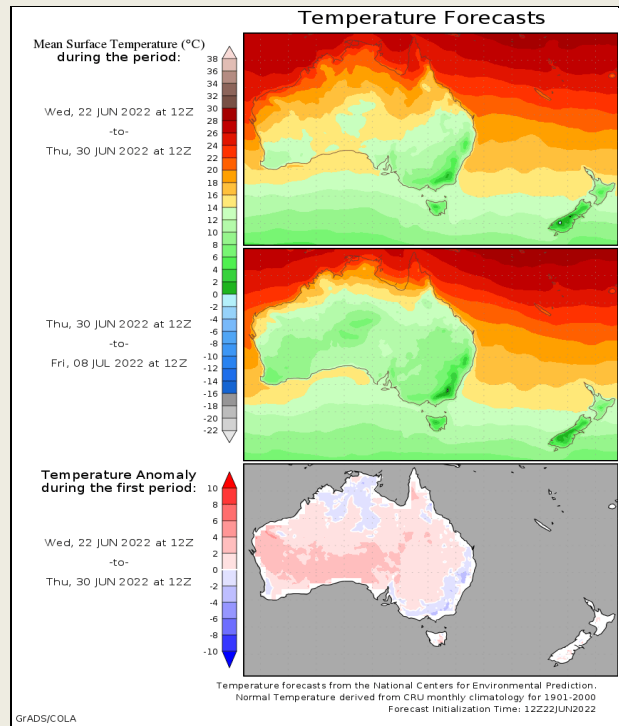 Temperature Forecasts
Mean Surface Temperature (°C)
during the period:
38
36
34
32
30
28
26
24
22
20
18
16
14
12
10
8
6
4
2
0
-2
-4
-6
-8
-10
-12
-14
-16
-18
-20
-22
Wed, 22 JUN 2022 at 12Z
-to-
Thu, 30 JUN 2022 at 12Z
Thu, 30 JUN 2022 at 12Z
-to-
Fri, 08 JUL 2022 at 12Z
Temperature Anomaly
during the first period:
10
8
6
4
2
0
-2
-4
-6
-8
-10
Wed, 22 JUN 2022 at 12Z
-to-
Thu, 30 JUN 2022 at 12Z
Temperature forecasts from the National Centers for Environmental Prediction.
Normal Temperature derived from CRU monthly climatology for 1901-2000
Forecast Initialization Time: 12Z22JUN2022
GrADS/COLA